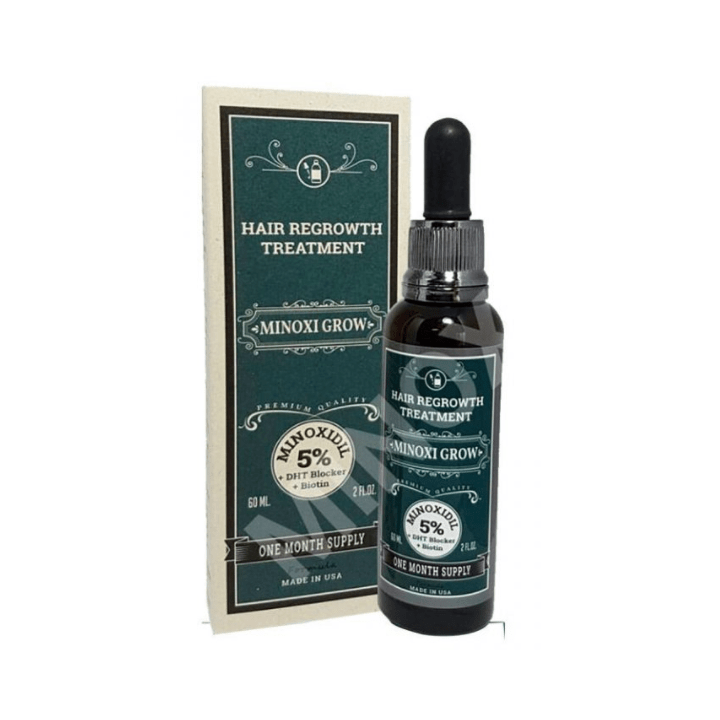 HAIR REGROWTH
TREATMENT
MINOXI GROW
PREMIUM QUALITY
MINOXIDIL
5%
+ DHT Blocker
+ Biotin
60 ML.
2 FL.OZ.
ONE MONTH SUPPLY
Formula
MADE IN USA
HAIR REGROWTH
TREATMENT
MINOXI GROW
PREMIUM QUALITY
MINOXIDIL
5%
+ DHT Blocker
+ Biotin
60 ML.
2 FL.OZ.
ONE MONTH SUPPLY
MADE IN USA